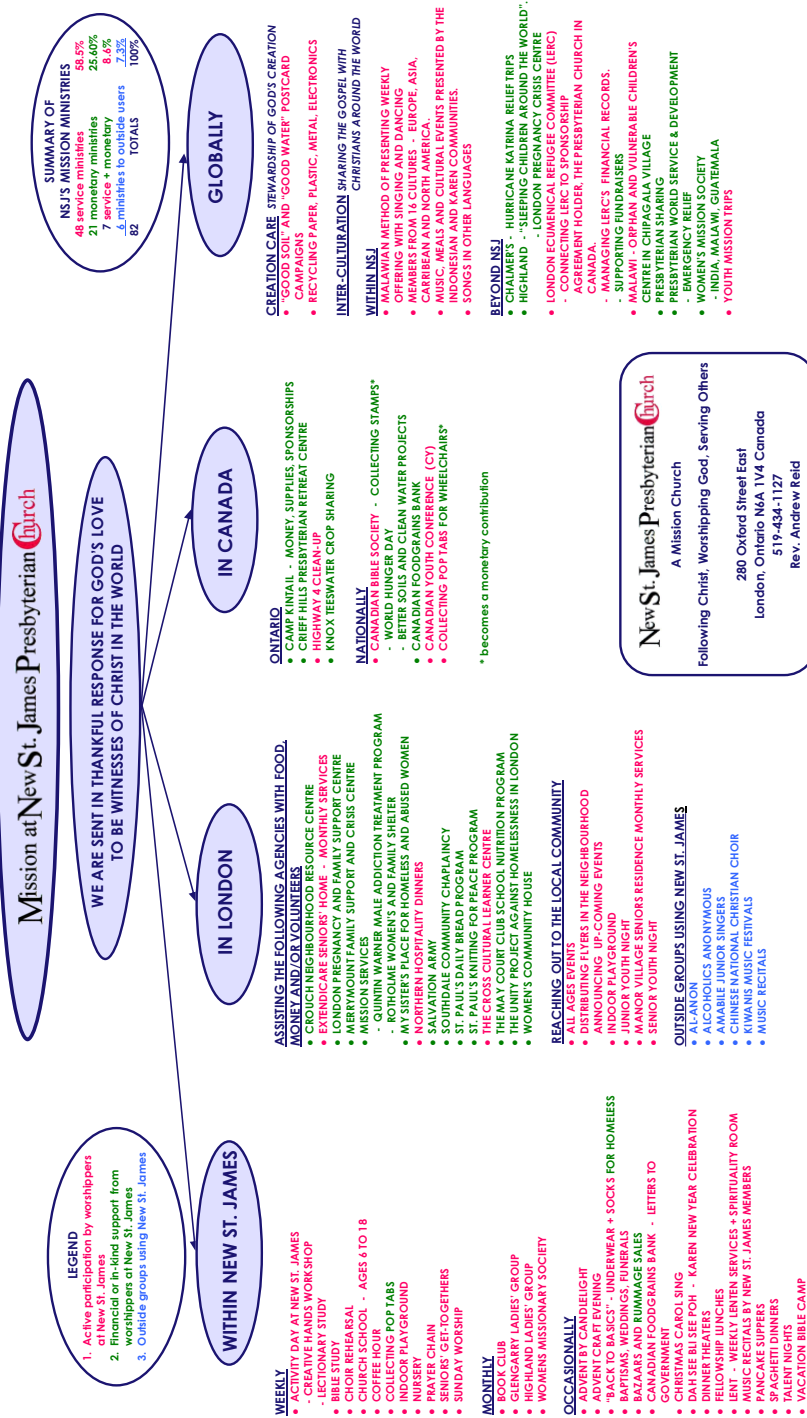 Mission at New St. James Presbyterian Church
WE ARE SENT IN THANKFUL RESPONSE FOR GOD'S LOVE
TO BE WITNESSES OF CHRIST IN THE WORLD
LEGEND
1. Active participation by worshippers
at New St. James
2. Financial or in-kind support from
worshippers at New St. James
3. Outside groups using New St. James
SUMMARY OF
NSJ'S MISSION MINISTRIES
48 service ministries 58.5%
21 monetary ministries 25.60%
7 service + monetary 8.6%
6 ministries to outside users 7.3%
82 TOTALS 100%
WITHIN NEW ST. JAMES
WEEKLY
• ACTIVITY DAY AT NEW ST. JAMES
- CREATIVE HANDS WORKSHOP
- LECTIONARY STUDY
• BIBLE STUDY
• CHOIR REHEARSAL
• CHURCH SCHOOL - AGES 6 TO 18
• COFFEE HOUR
• COLLECTING POP TABS
• INDOOR PLAYGROUND
• NURSERY
• PRAYER CHAIN
• SENIORS' GET-TOGETHERS
• SUNDAY WORSHIP
MONTHLY
• BOOK CLUB
• GLENGARRY LADIES' GROUP
• HIGHLAND LADIES' GROUP
• WOMENS MISSIONARY SOCIETY
OCCASIONALLY
• ADVENT BY CANDLELIGHT
• ADVENT CRAFT EVENING
• "BACK TO BASICS" - UNDERWEAR + SOCKS FOR HOMELESS
• BAPTISMS, WEDDINGS, FUNERALS
• BAZAARS AND RUMMAGE SALES
• CANADIAN FOODGRAINS BANK - LETTERS TO
GOVERNMENT
• CHRISTMAS CAROL SING
• DAH SEE BLI SEE POH - KAREN NEW YEAR CELEBRATION
• DINNER THEATERS
• FELLOWSHIP LUNCHES
• LENT - WEEKLY LENTEN SERVICES + SPIRITUALITY ROOM
• MUSIC RECITALS BY NEW ST. JAMES MEMBERS
• PANCAKE SUPPERS
• SPAGHETTI DINNERS
• TALENT NIGHTS
• VACATION BIBLE CAMP
IN LONDON
ASSISTING THE FOLLOWING AGENCIES WITH FOOD,
MONEY AND/OR VOLUNTEERS
• CROUCH NEIGHBOURHOOD RESOURCE CENTRE
• EXTENDICARE SENIORS' HOME - MONTHLY SERVICES
• LONDON PREGNANCY AND FAMILY SUPPORT CENTRE
• MERRYMOUNT FAMILY SUPPORT AND CRISIS CENTRE
• MISSION SERVICES
- QUINTIN WARNER MALE ADDICTION TREATMENT PROGRAM
- ROTHOLME WOMEN'S AND FAMILY SHELTER
• MY SISTER'S PLACE FOR HOMELESS AND ABUSED WOMEN
• NORTHERN HOSPITALITY DINNERS
• SALVATION ARMY
• SOUTHDALE COMMUNITY CHAPLAINCY
• ST. PAUL'S DAILY BREAD PROGRAM
• ST. PAUL'S KNITTING FOR PEACE PROGRAM
• THE CROSS CULTURAL LEARNER CENTRE
• THE MAY COURT CLUB SCHOOL NUTRITION PROGRAM
• THE UNITY PROJECT AGAINST HOMELESSNESS IN LONDON
• WOMEN'S COMMUNITY HOUSE
REACHING OUT TO THE LOCAL COMMUNITY
• ALL AGES EVENTS
• DISTRIBUTING FLYERS IN THE NEIGHBOURHOOD
ANNOUNCING UP-COMING EVENTS
• INDOOR PLAYGROUND
• JUNIOR YOUTH NIGHT
• MANOR VILLAGE SENIORS RESIDENCE MONTHLY SERVICES
• SENIOR YOUTH NIGHT
OUTSIDE GROUPS USING NEW ST. JAMES
• AL-ANON
• ALCOHOLICS ANONYMOUS
• AMABILE JUNIOR SINGERS
• CHINESE NATIONAL CHRISTIAN CHOIR
• KIWANIS MUSIC FESTIVALS
• MUSIC RECITALS
IN CANADA
ONTARIO
• CAMP KINTAIL - MONEY, SUPPLIES, SPONSORSHIPS
• CRIEFF HILLS PRESBYTERIAN RETREAT CENTRE
• HIGHWAY 4 CLEAN-UP
• KNOX TEESWATER CROP SHARING
NATIONALLY
• CANADIAN BIBLE SOCIETY - COLLECTING STAMPS*
- WORLD HUNGER DAY
- BETTER SOILS AND CLEAN WATER PROJECTS
• CANADIAN FOODGRAINS BANK
• CANADIAN YOUTH CONFERENCE (CY)
• COLLECTING POP TABS FOR WHEELCHAIRS*
* becomes a monetary contribution
New St. James Presbyterian Church
A Mission Church
Following Christ, Worshipping God, Serving Others
280 Oxford Street East
London, Ontario N6A 1V4 Canada
519-434-1127
Rev. Andrew Reid
GLOBALLY
CREATION CARE STEWARDSHIP OF GOD'S CREATION
• "GOOD SOIL" AND "GOOD WATER" POSTCARD
CAMPAIGNS
• RECYCLING PAPER, PLASTIC, METAL, ELECTRONICS
INTER-CULTURATION SHARING THE GOSPEL WITH
CHRISTIANS AROUND THE WORLD
WITHIN NSJ
• MALAWIAN METHOD OF PRESENTING WEEKLY
OFFERING WITH SINGING AND DANCING
• MEMBERS FROM 16 CULTURES - EUROPE, ASIA,
CARRIBEAN AND NORTH AMERICA.
• MUSIC, MEALS AND CULTURAL EVENTS PRESENTED BY THE
INDONESIAN AND KAREN COMMUNITIES.
• SONGS IN OTHER LANGUAGES
BEYOND NSJ
• CHALMER'S - HURRICANE KATRINA RELIEF TRIPS
• HIGHLAND - "SLEEPING CHILDREN AROUND THE WORLD".
- LONDON PREGNANCY CRISIS CENTRE
• LONDON ECUMENICAL REFUGEE COMMITTEE (LERC)
- CONNECTING LERC TO SPONSORSHIP
AGREEMENT HOLDER, THE PRESBYTERIAN CHURCH IN
CANADA.
- MANAGING LERC'S FINANCIAL RECORDS.
- SUPPORTING FUNDRAISERS
• MALAWI - ORPHAN AND VULNERABLE CHILDREN'S
CENTRE IN CHIPAGALA VILLAGE
• PRESBYTERIAN SHARING
• PRESBYTERIAN WORLD SERVICE & DEVELOPMENT
- EMERGENCY RELIEF
• WOMEN'S MISSION SOCIETY
- INDIA, MALAWI, GUATEMALA
• YOUTH MISSION TRIPS